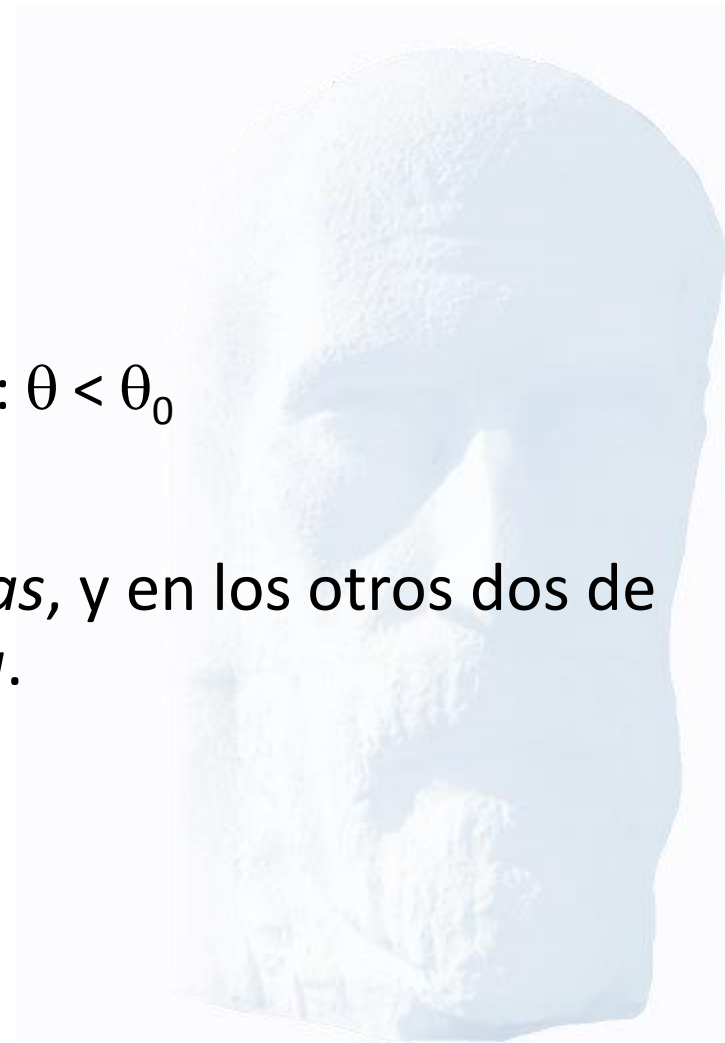 : θ < θ₀
as, y en los otros dos de
.